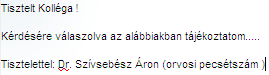 Tisztelt Kolléga !
Kérdésére válaszolva az alábbiakban tájékoztatom.....
Tisztelettel: Dr. Szívsebész Áron (orvosi pecsétszám )